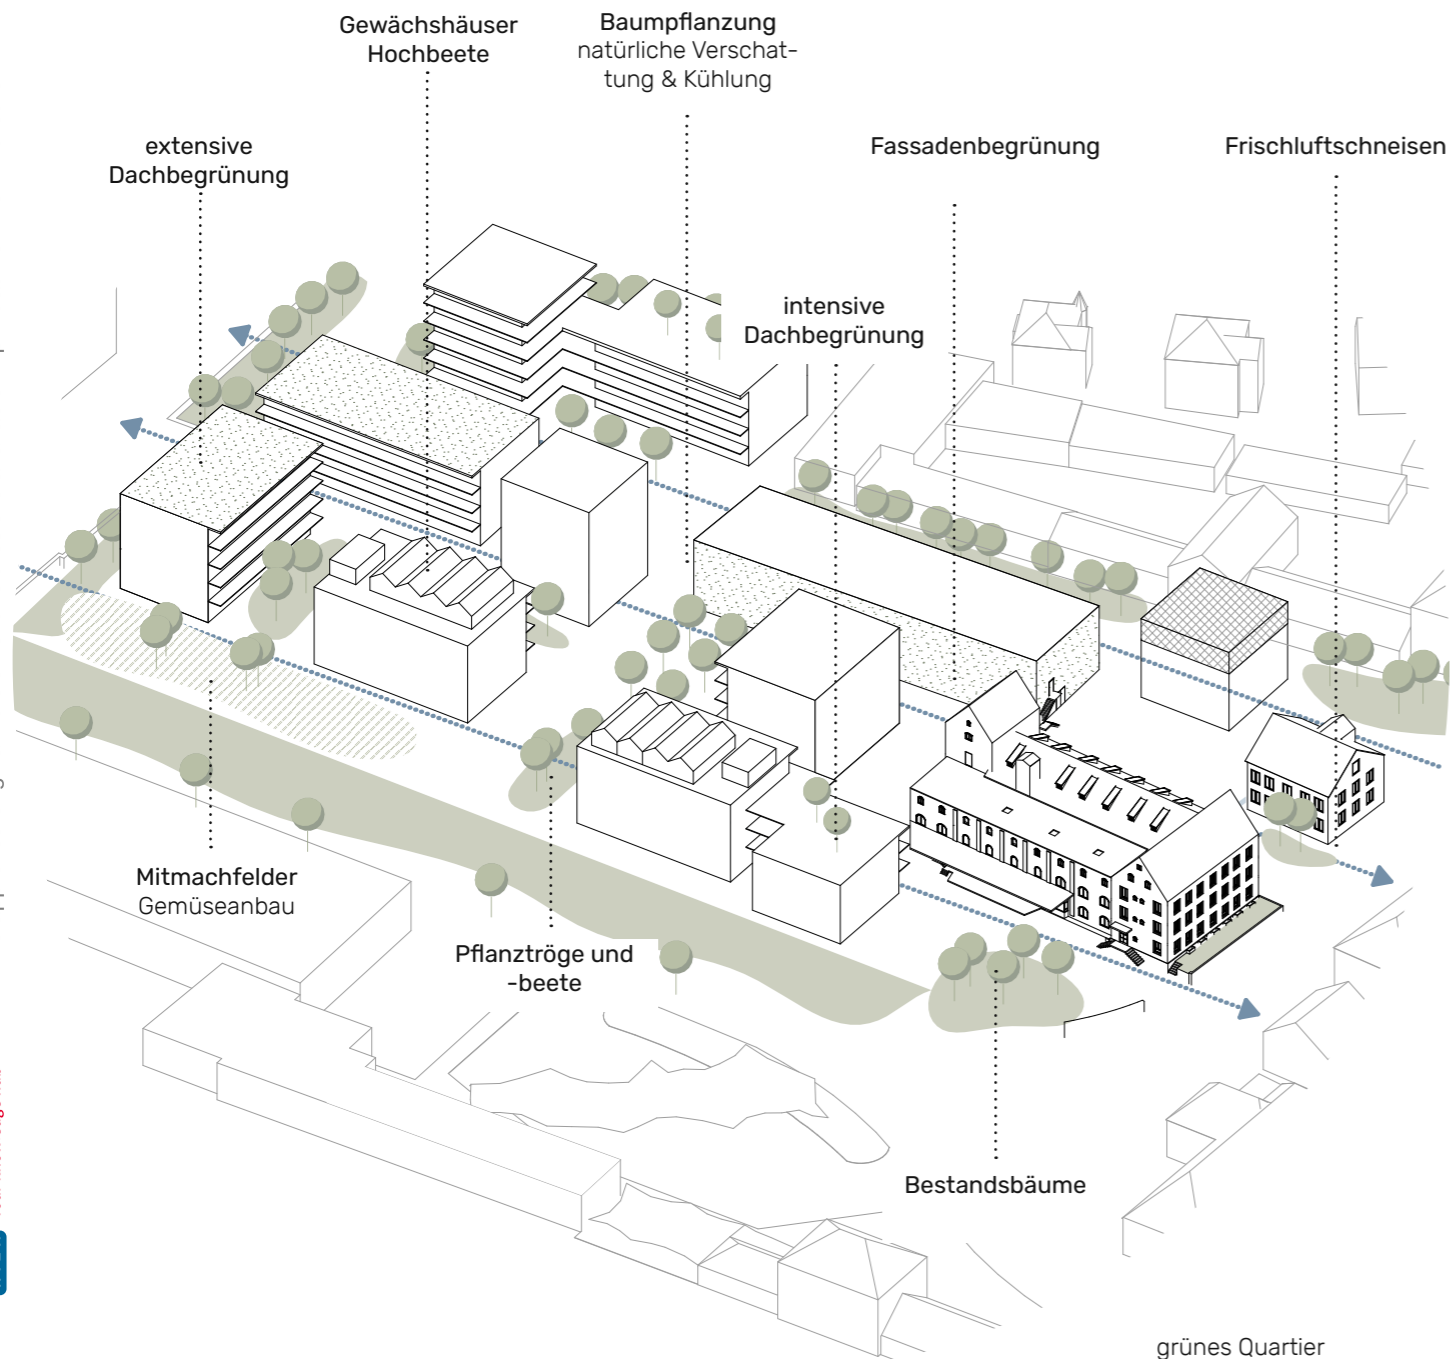 Gewächshäuser
Hochbeete
Baumpflanzung
natürliche Verschat-
tung & Kühlung
extensive
Dachbegrünung
Fassadenbegrünung
Frischluftschneisen
intensive
Dachbegrünung
Mitmachfelder
Gemüseanbau
Pflanztröge und
-beete
Bestandsbäume
grünes Quartier